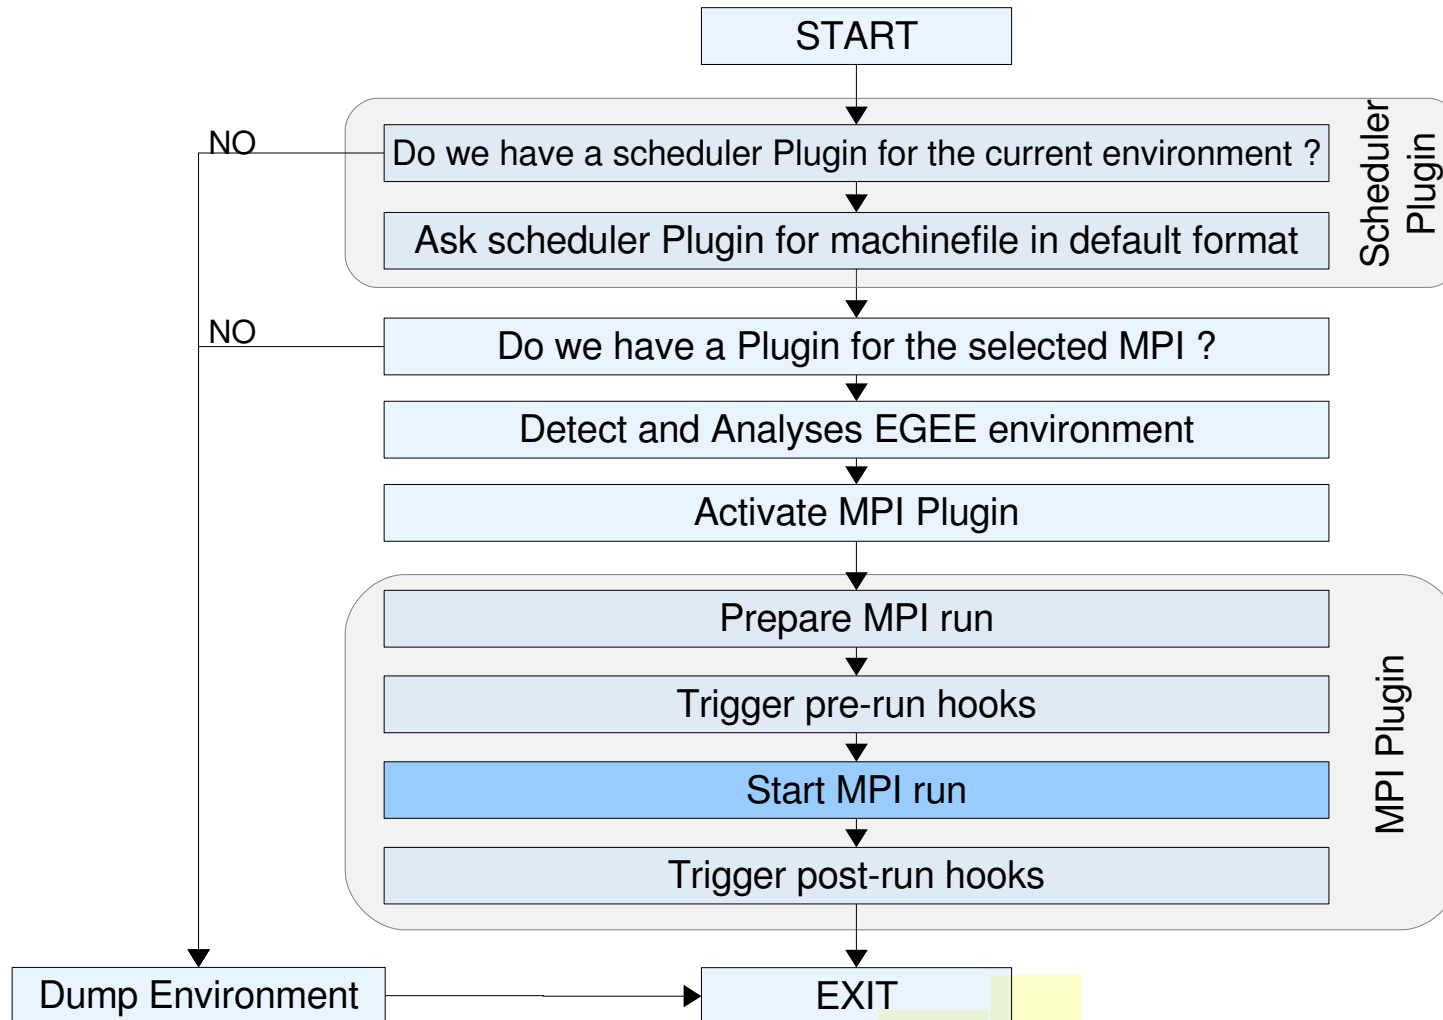 START
NO
Do we have a scheduler Plugin for the current environment ?
Ask scheduler Plugin for machinefile in default format
Scheduler
Plugin
NO
Do we have a Plugin for the selected MPI ?
Detect and Analyses EGEE environment
Activate MPI Plugin
Prepare MPI run
Trigger pre-run hooks
Start MPI run
Trigger post-run hooks
MPI Plugin
Dump Environment
EXIT